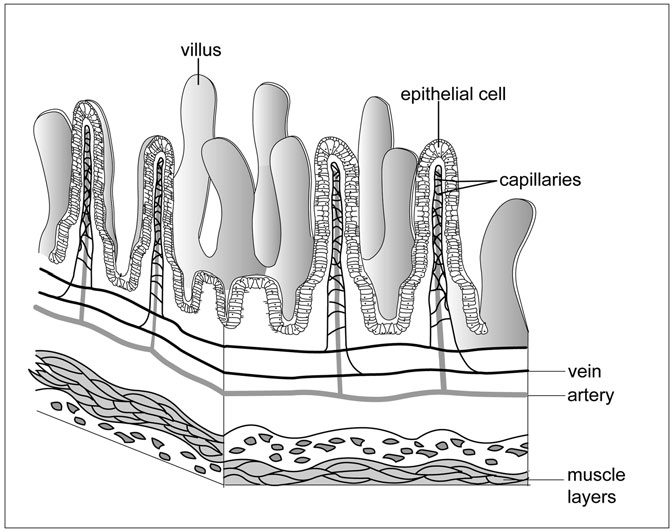 villus
epithelial cell
capillaries
vein
artery
muscle
layers